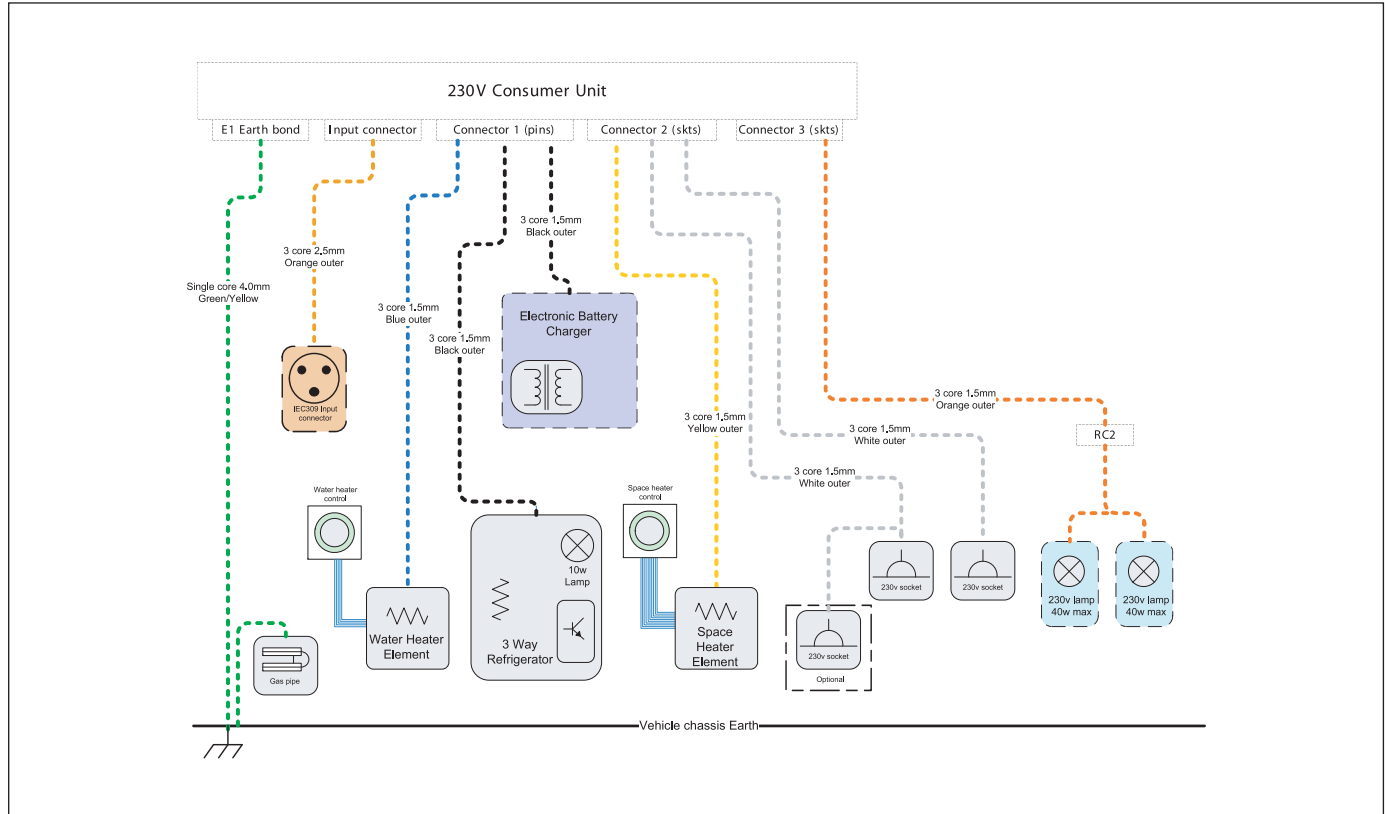 230V Consumer Unit
E1 Earth bond
Input connector
Connector 1 (pins)
Connector 2 (skts)
Connector 3 (skts)
3 core 1.5mm
Black outer
3 core 2.5mm
Orange outer
Single core 4.0mm
Green/Yellow
3 core 1.5mm
Blue outer
3 core 1.5mm
Black outer
Electronic Battery
Charger
IEC309 Input
connector
3 core 1.5mm
Yellow outer
3 core 1.5mm
White outer
3 core 1.5mm
Orange outer
RC2
3 core 1.5mm
White outer
Water heater
control
Space heater
control
10w
Lamp
3 Way
Refrigerator
Water Heater
Element
Space
Heater
Element
230v socket
230v socket
230v lamp
40w max
230v lamp
40w max
230v socket
Optional
Gas pipe
Vehicle chassis Earth